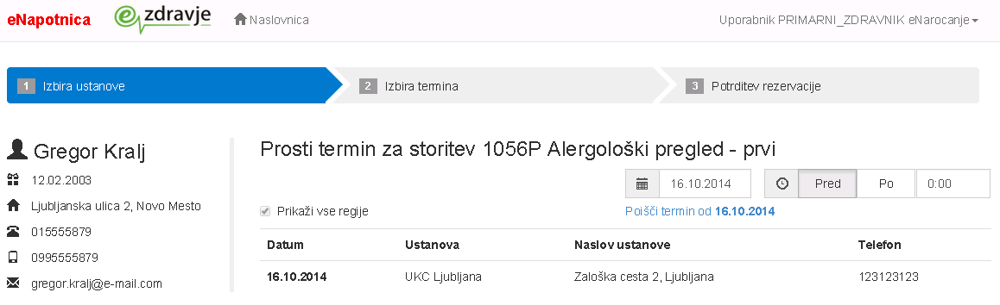 eNapotnica
e zdravje
Naslovnica
Uporabnik PRIMARNI_ZDRAVNIK eNarocanje
1 Izbira ustanove
2 Izbira termina
3 Potrditev rezervacije
Gregor Kralj
12.02.2003
Ljubljanska ulica 2, Novo Mesto
015555879
0995555879
gregor.kralj@e-mail.com
Prosti termin za storitev 1056P Alergološki pregled - prvi
16.10.2014 Pred Po 0:00
Prikaži vse regije
Poišči termin od 16.10.2014
Datum Ustanova Naslov ustanove Telefon
16.10.2014 UKC Ljubljana Zaloška cesta 2, Ljubljana 123123123